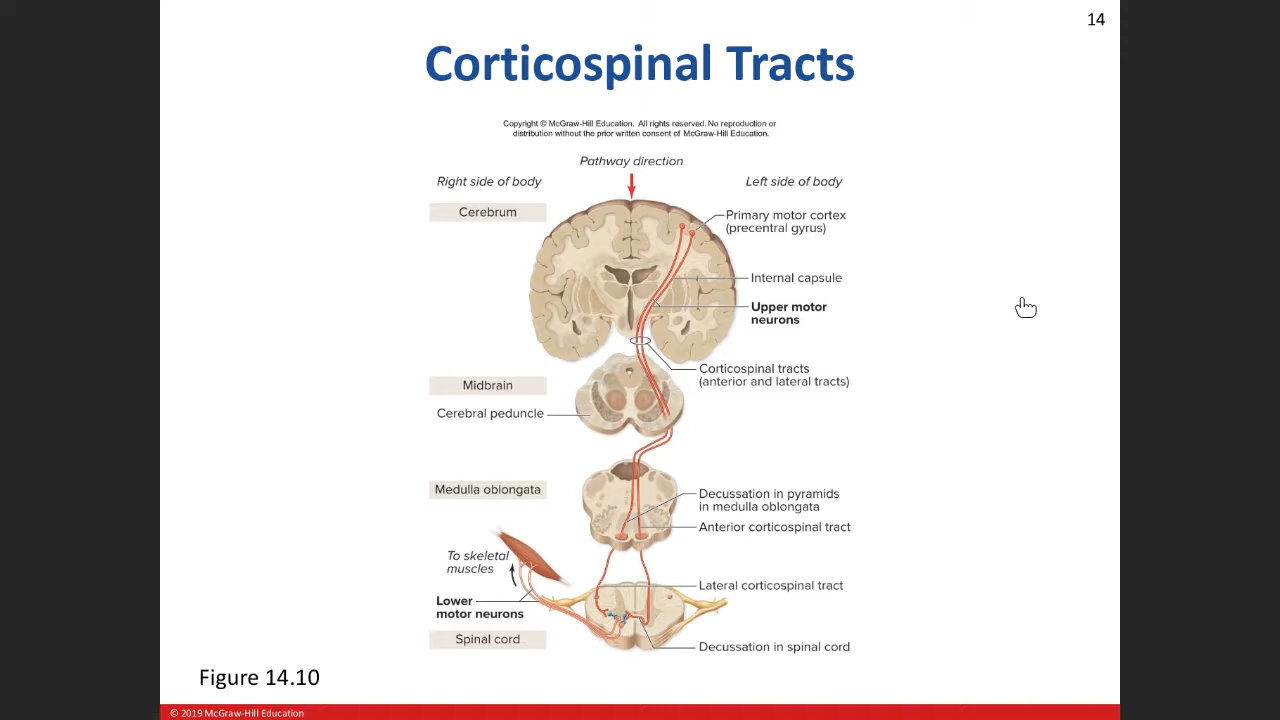 14
Corticospinal Tracts
Copyright © McGraw-Hill Education. All rights reserved. No reproduction or
distribution without the prior written consent of McGraw-Hill Education.
Pathway direction
Right side of body
Left side of body
Cerebrum
Primary motor cortex
(precentral gyrus)
Internal capsule
Upper motor
neurons
Corticospinal tracts
(anterior and lateral tracts)
Midbrain
Cerebral peduncle
Medulla oblongata
Decussation in pyramids
in medulla oblongata
Anterior corticospinal tract
To skeletal
muscles
Lateral corticospinal tract
Lower
motor neurons
Spinal cord
Decussation in spinal cord
Figure 14.10
© 2019 McGraw-Hill Education